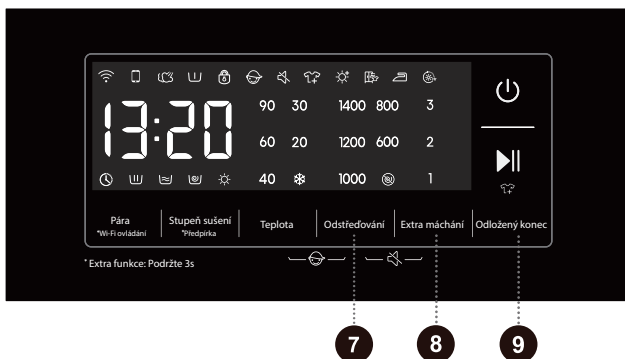 13:20
90 30 1400 800 3
60 20 1200 600 2
40 1000 1
Pára
*Wi-Fi ovládání
Stupeň sušení
*Předpírka
Teplota
Odstřeďování
Extra máchání
Odložený konec
*Extra funkce: Podržte 3s
7 8 9